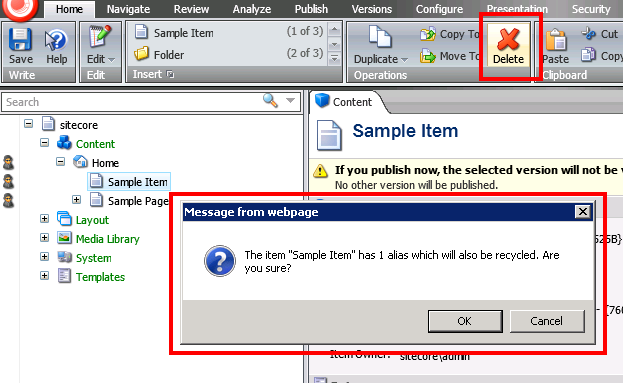 Home Navigate Review Analyze Publish Versions Configure Presentation Security
Sample Item (1 of 3)
Folder (2 of 3)
Save Help Edit Duplicate Copy To Move To Delete Paste Cut Copy
Write Edit Insert Operations Clipboard
Search
Content
sitecore
Content
Home
Sample Item
Sample Page
Layout
Media Library
System
Templates
Sample Item
If you publish now, the selected version will not be
No other version will be published.
Message from webpage
The item "Sample Item" has 1 alias which will also be recycled. Are
you sure?
OK Cancel
526B}
{760
Item Owner: sitecore\admin